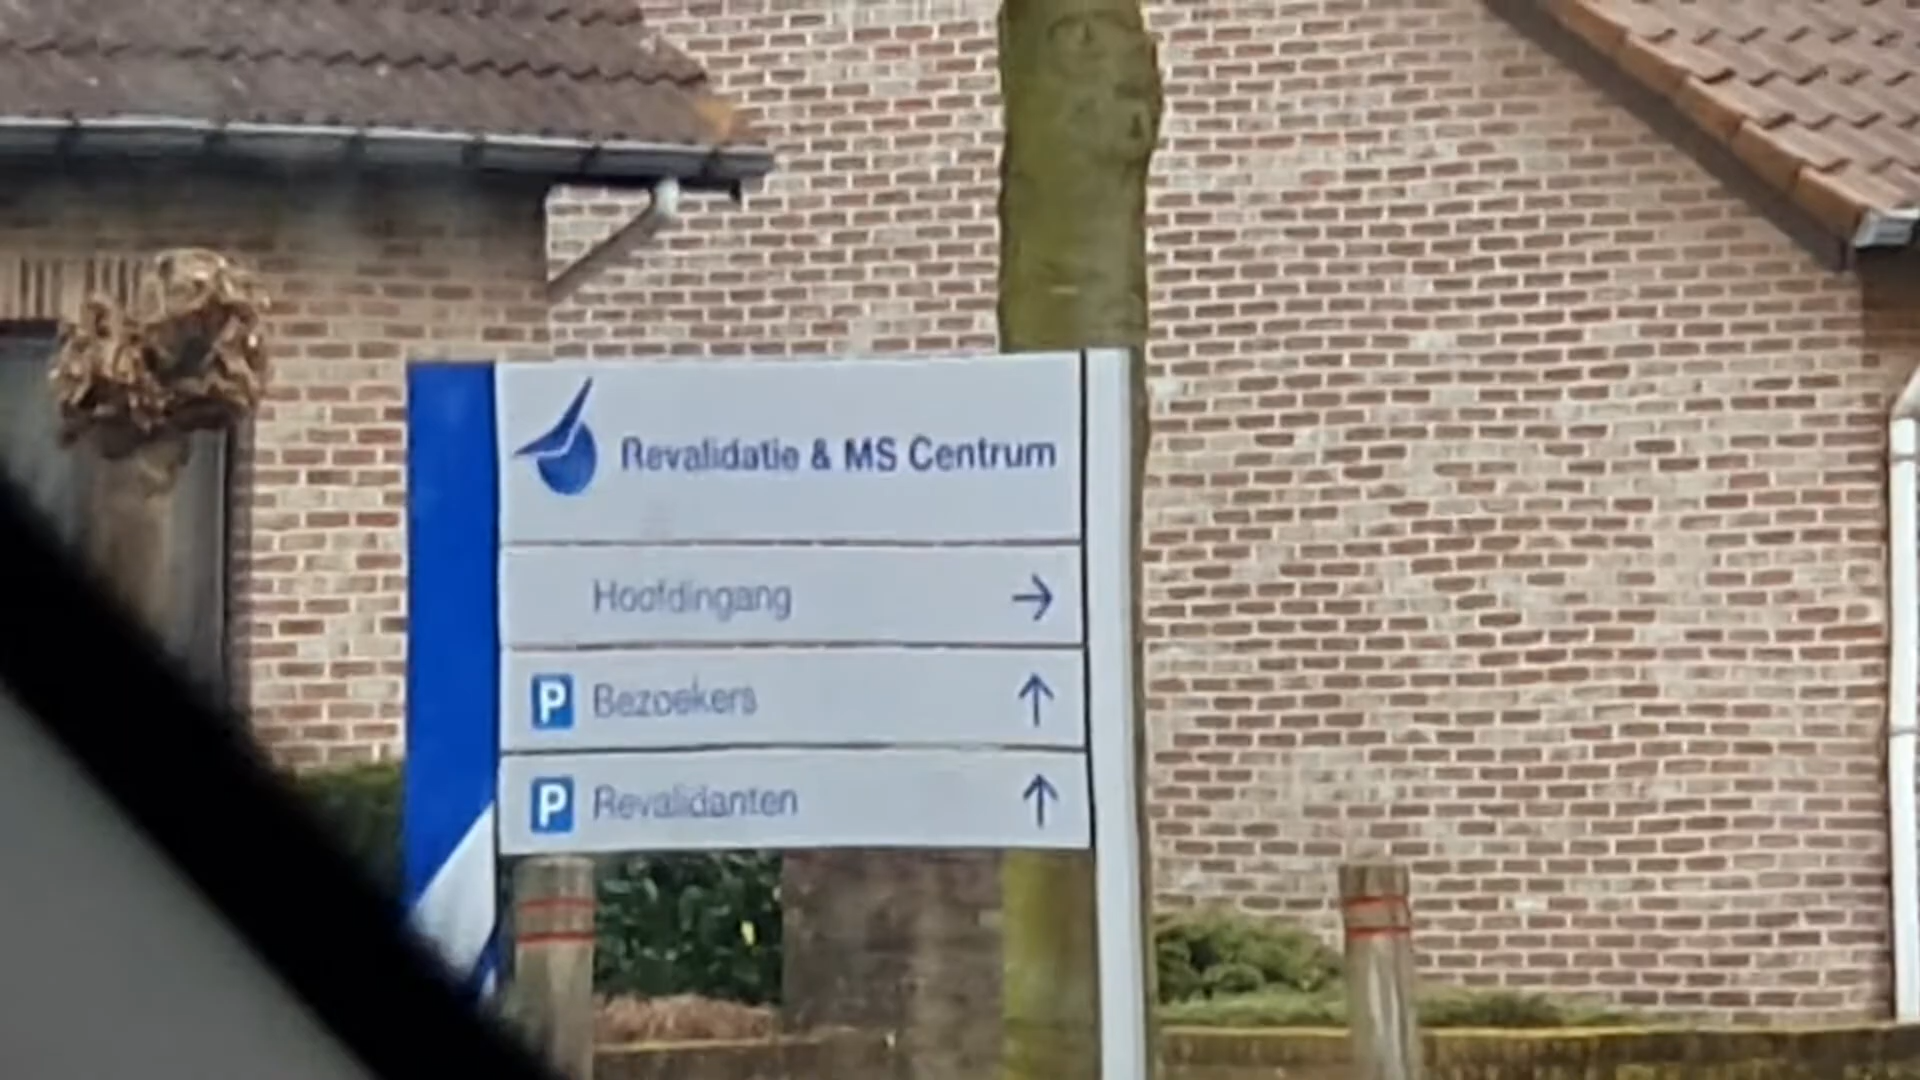 Revalidatie & MS Centrum
Hoofdingang →
P Bezoekers ↑
P Revalidanten ↑